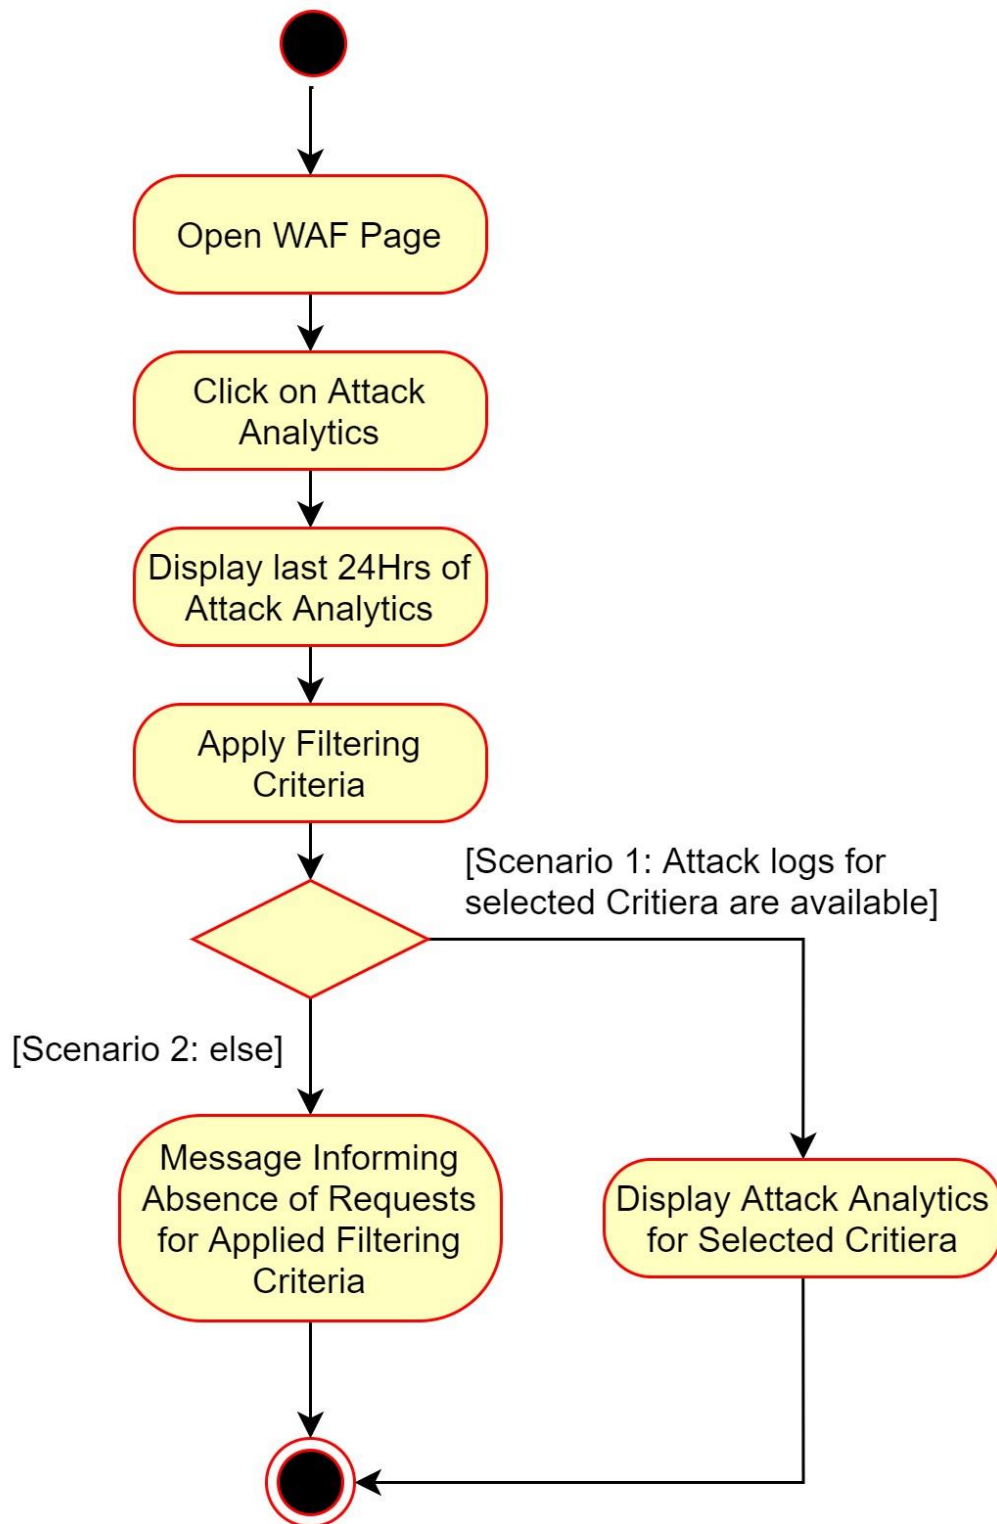 Open WAF Page
Click on Attack
Analytics
Display last 24Hrs of
Attack Analytics
Apply Filtering
Criteria
[Scenario 1: Attack logs for
selected Critiera are available]
[Scenario 2: else]
Message Informing
Absence of Requests
for Applied Filtering
Criteria
Display Attack Analytics
for Selected Critiera